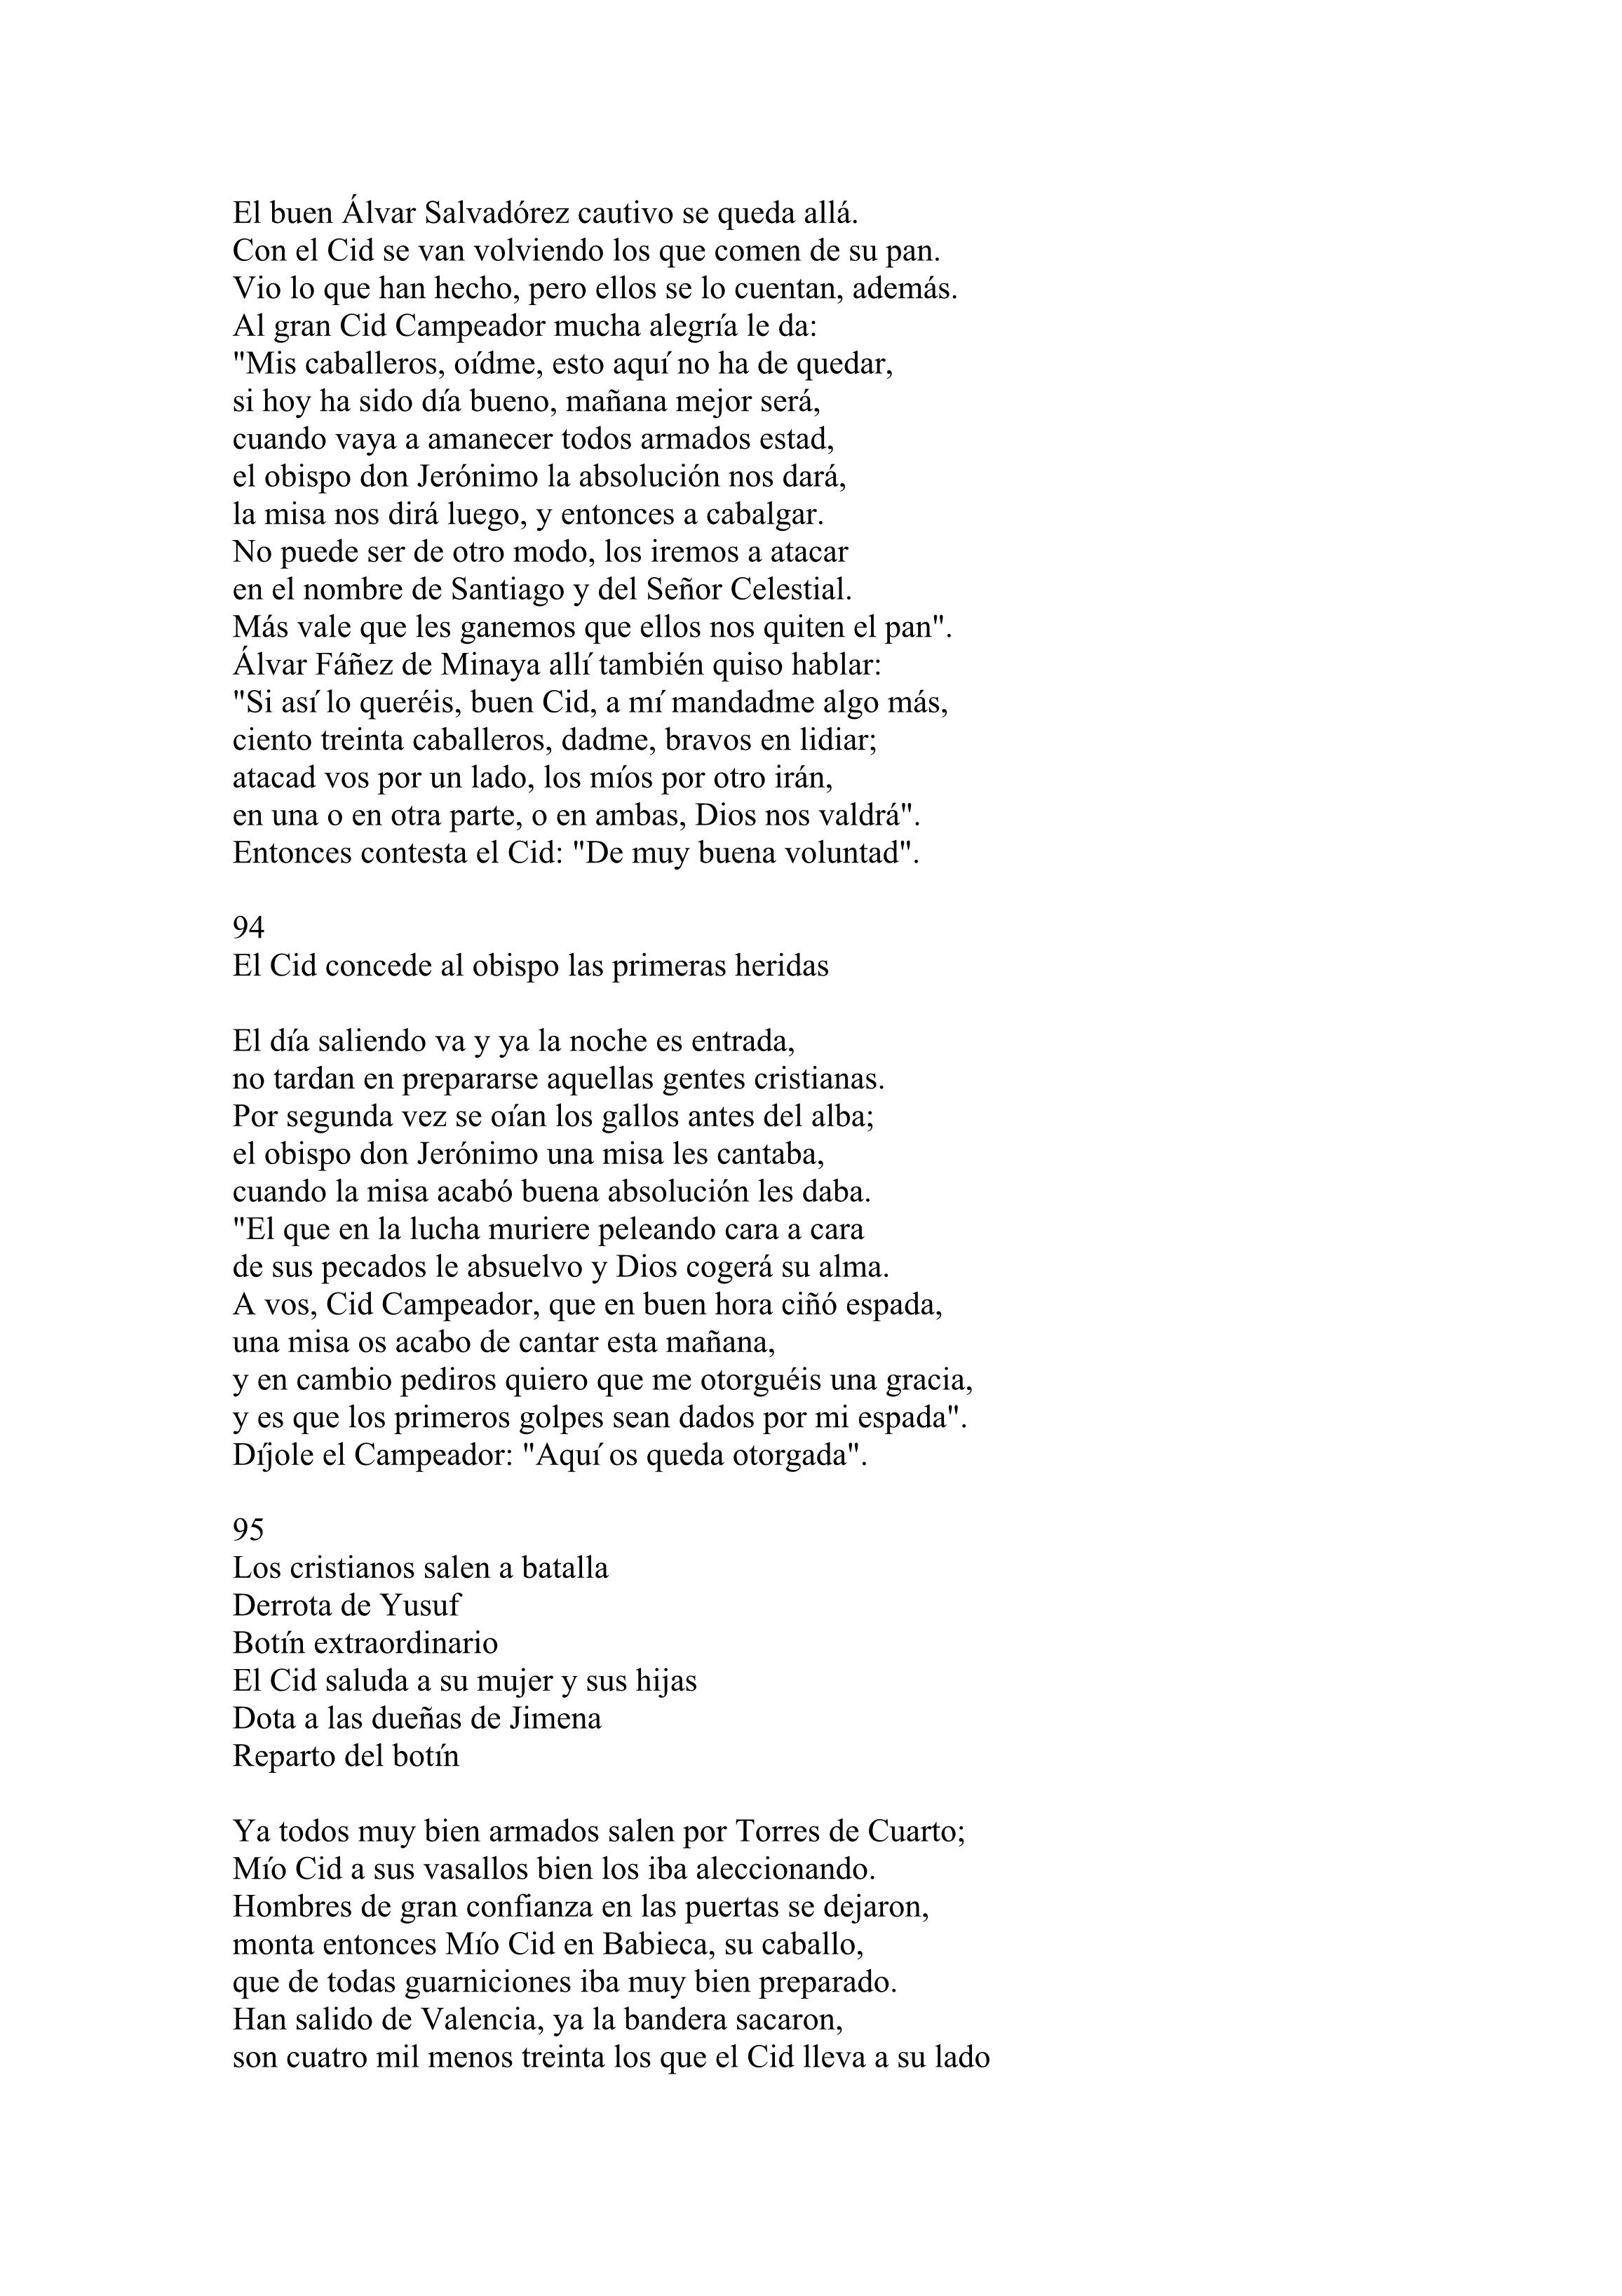 El buen Álvar Salvadórez cautivo se queda allá.
Con el Cid se van volviendo los que comen de su pan.
Vio lo que han hecho, pero ellos se lo cuentan, además.
Al gran Cid Campeador mucha alegría le da:
"Mis caballeros, oídme, esto aquí no ha de quedar,
si hoy ha sido día bueno, mañana mejor será,
cuando vaya a amanecer todos armados estad,
el obispo don Jerónimo la absolución nos dará,
la misa nos dirá luego, y entonces a cabalgar.
No puede ser de otro modo, los iremos a atacar
en el nombre de Santiago y del Señor Celestial.
Más vale que les ganemos que ellos nos quiten el pan".
Álvar Fáñez de Minaya allí también quiso hablar:
"Si así lo queréis, buen Cid, a mí mandadme algo más,
ciento treinta caballeros, dadme, bravos en lidiar;
atacad vos por un lado, los míos por otro irán,
en una o en otra parte, o en ambas, Dios nos valdrá".
Entonces contesta el Cid: "De muy buena voluntad".
94
El Cid concede al obispo las primeras heridas
El día saliendo va y ya la noche es entrada,
no tardan en prepararse aquellas gentes cristianas.
Por segunda vez se oían los gallos antes del alba;
el obispo don Jerónimo una misa les cantaba,
cuando la misa acabó buena absolución les daba.
"El que en la lucha muriere peleando cara a cara
de sus pecados le absuelvo y Dios cogerá su alma.
A vos, Cid Campeador, que en buen hora ciñó espada,
una misa os acabo de cantar esta mañana,
y en cambio pediros quiero que me otorguéis una gracia,
y es que los primeros golpes sean dados por mi espada".
Díjole el Campeador: "Aquí os queda otorgada".
95
Los cristianos salen a batalla
Derrota de Yusuf
Botín extraordinario
El Cid saluda a su mujer y sus hijas
Dota a las dueñas de Jimena
Reparto del botín
Ya todos muy bien armados salen por Torres de Cuarto;
Mío Cid a sus vasallos bien los iba aleccionando.
Hombres de gran confianza en las puertas se dejaron,
monta entonces Mío Cid en Babieca, su caballo,
que de todas guarniciones iba muy bien preparado.
Han salido de Valencia, ya la bandera sacaron,
son cuatro mil menos treinta los que el Cid lleva a su lado